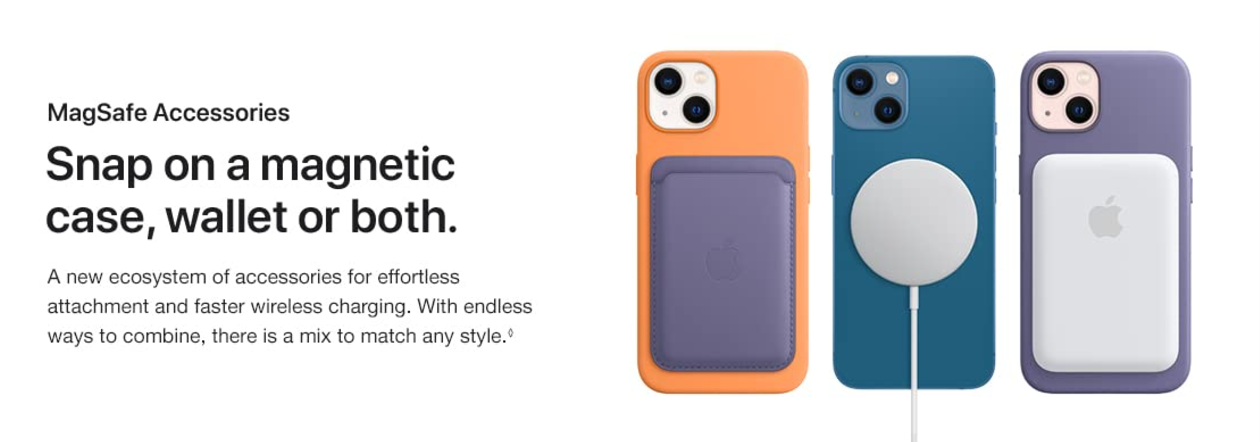 MagSafe Accessories
Snap on a magnetic
case, wallet or both.
A new ecosystem of accessories for effortless
attachment and faster wireless charging. With endless
ways to combine, there is a mix to match any style.◊